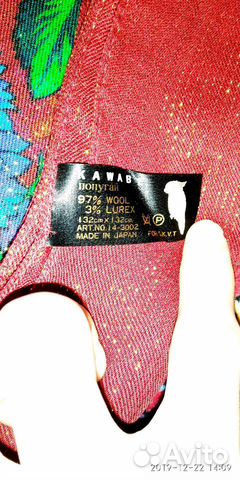 KAWAB
попугай
97% WOOL
3% LUREX
132cm x 132cm P
ART.NO.14-3002
MADE IN JAPAN
2019-12-22 14:09
Avito